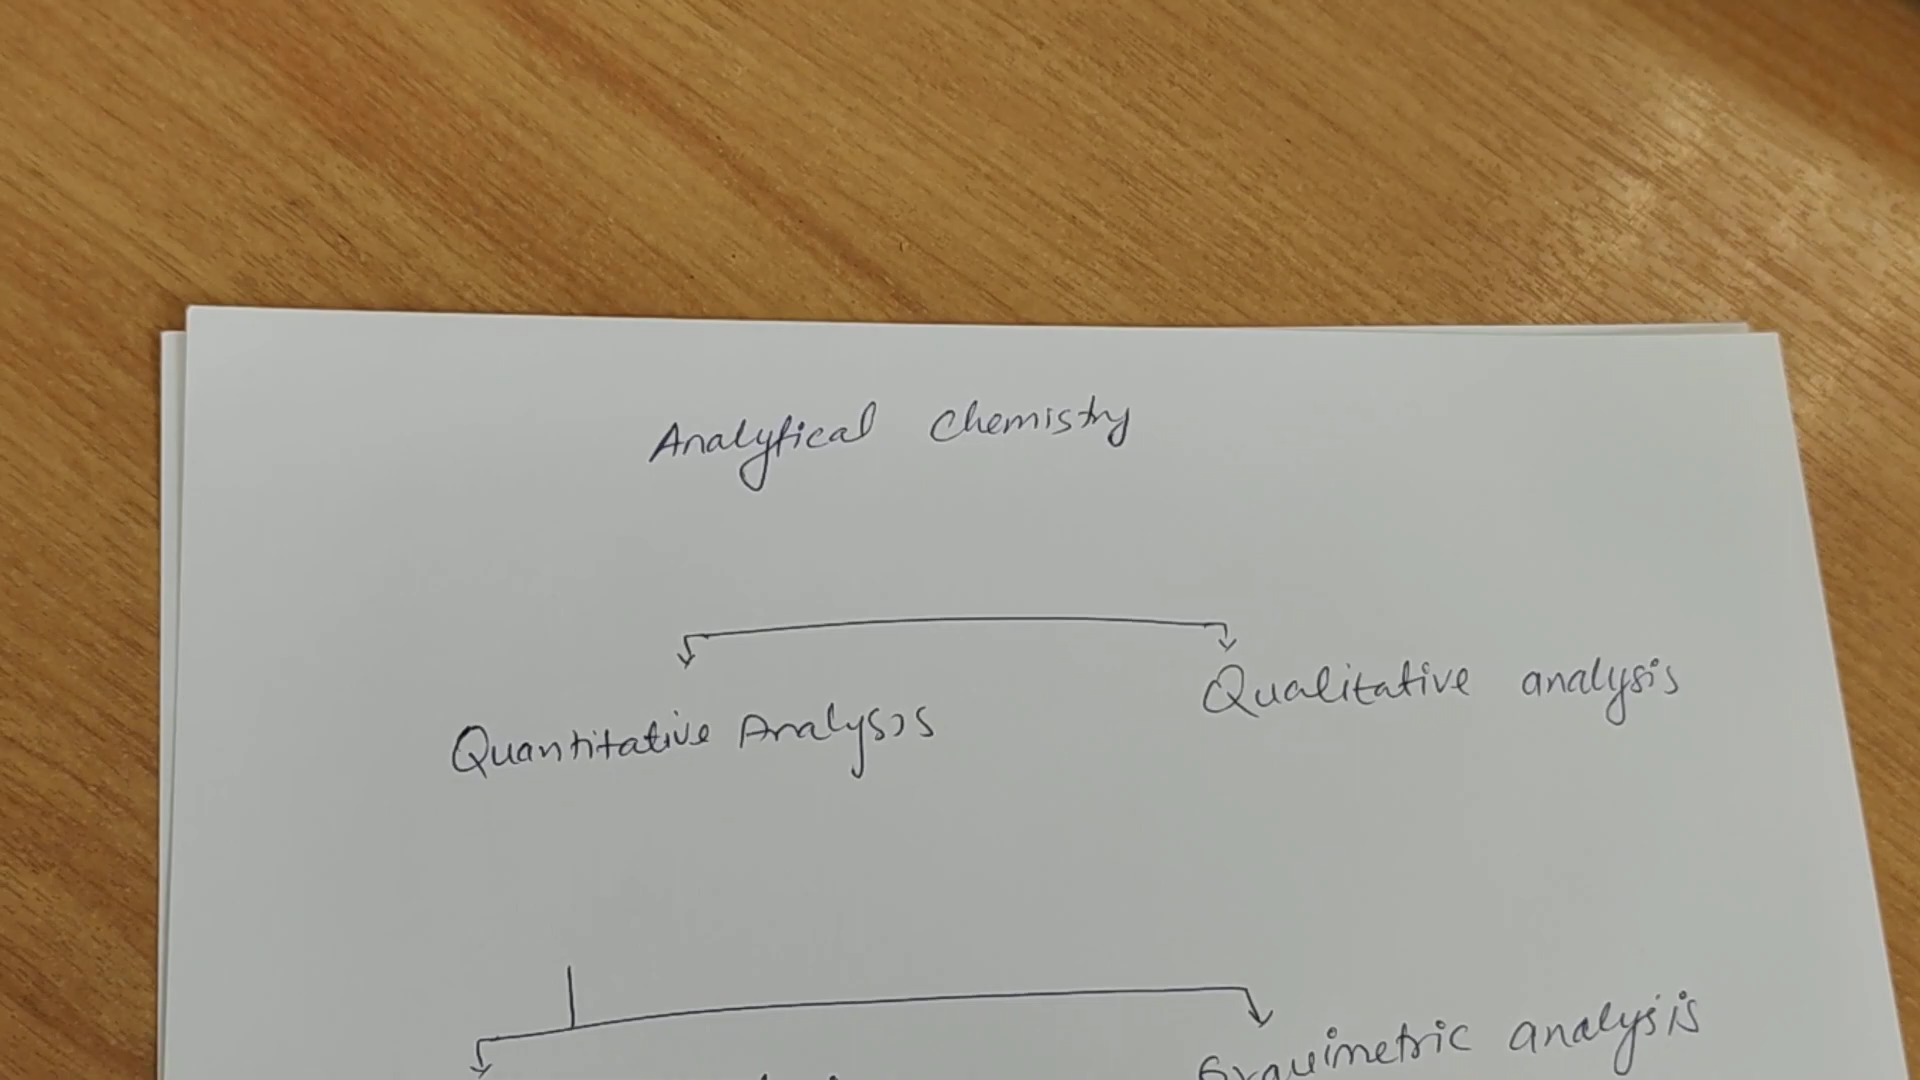 Analytical Chemistry
Quantitative Analysis
Qualitative analysis
Gravimetric analysis